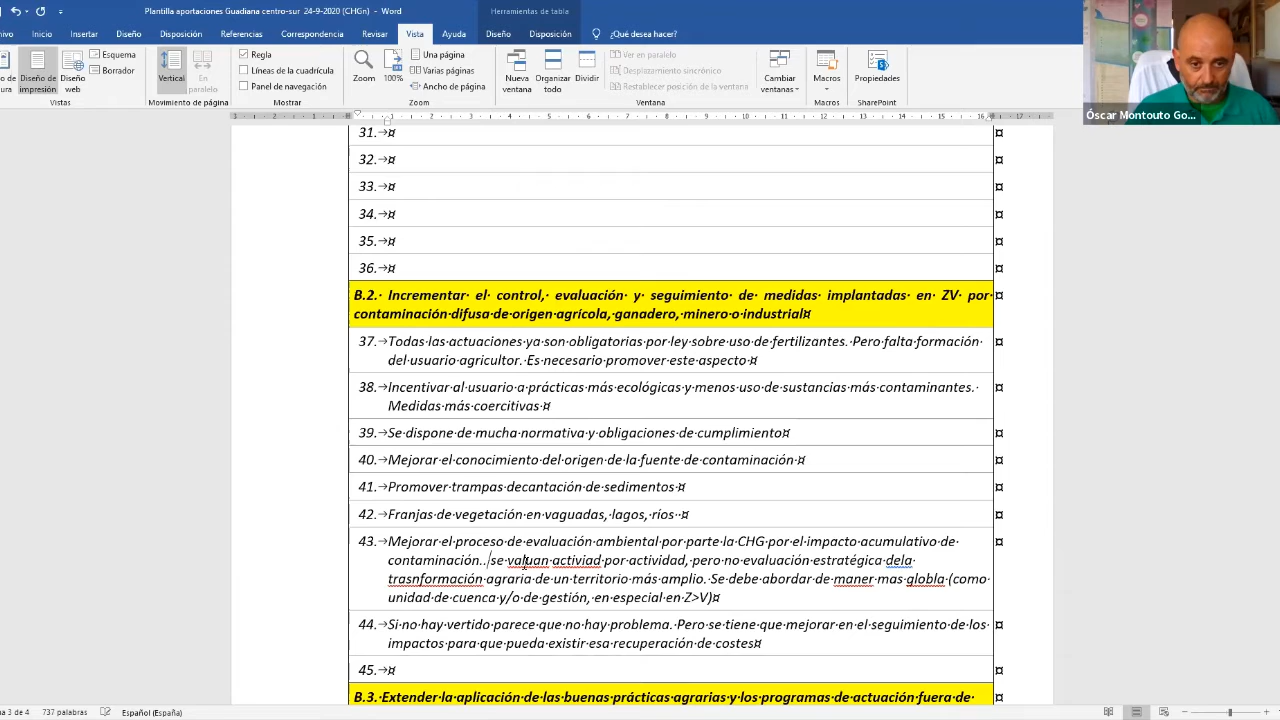 Plantilla aportaciones Guadiana centro-sur 24-9-2020 (CHGn) - Word
Herramientas de tabla
Inicio Insertar Diseño Disposición Referencias Correspondencia Revisar Vista Ayuda Diseño Disposición ¿Qué desea hacer?
Diseño de impresión
Diseño web
Esquema
Borrador
Vistas
Vertical
En paralelo
Movimiento de página
Regla
Líneas de la cuadrícula
Panel de navegación
Mostrar
Zoom
100%
Una página
Varias páginas
Ancho de página
Zoom
Nueva ventana
Organizar todo
Dividir
Ver en paralelo
Desplazamiento sincrónico
Restablecer posición de la ventana
Ventana
Cambiar ventanas
Macros
Macros
Propiedades
SharePoint
Óscar Montouto Go...
31.→¤
32.→¤
33.→¤
34.→¤
35.→¤
36.→¤
B.2. Incrementar el control, evaluación y seguimiento de medidas implantadas en ZV por
contaminación difusa de origen agrícola, ganadero, minero o industrial¤
37.→Todas las actuaciones ya son obligatorias por ley sobre uso de fertilizantes. Pero falta formación
del usuario agricultor. Es necesario promover este aspecto¤
38.→Incentivar al usuario a prácticas más ecológicas y menos uso de sustancias más contaminantes.
Medidas más coercitivas¤
39.→Se dispone de mucha normativa y obligaciones de cumplimiento¤
40.→Mejorar el conocimiento del origen de la fuente de contaminación ¤
41.→Promover trampas decantación de sedimentos¤
42.→Franjas de vegetación en vaguadas, lagos, ríos ¤
43.→Mejorar el proceso de evaluación ambiental por parte la CHG por el impacto acumulativo de
contaminación.. se valuan activiad por actividad, pero no evaluación estratégica dela
trasnformación agraria de un territorio más amplio. Se debe abordar de maner mas globla (como
unidad de cuenca y/o de gestión, en especial en Z>V)¤
44.→Si no hay vertido parece que no hay problema. Pero se tiene que mejorar en el seguimiento de los
impactos para que pueda existir esa recuperación de costes¤
45.→¤
B.3. Extender la aplicación de las buenas prácticas agrarias y los programas de actuación fuera de
3 de 4 737 palabras Español (España)